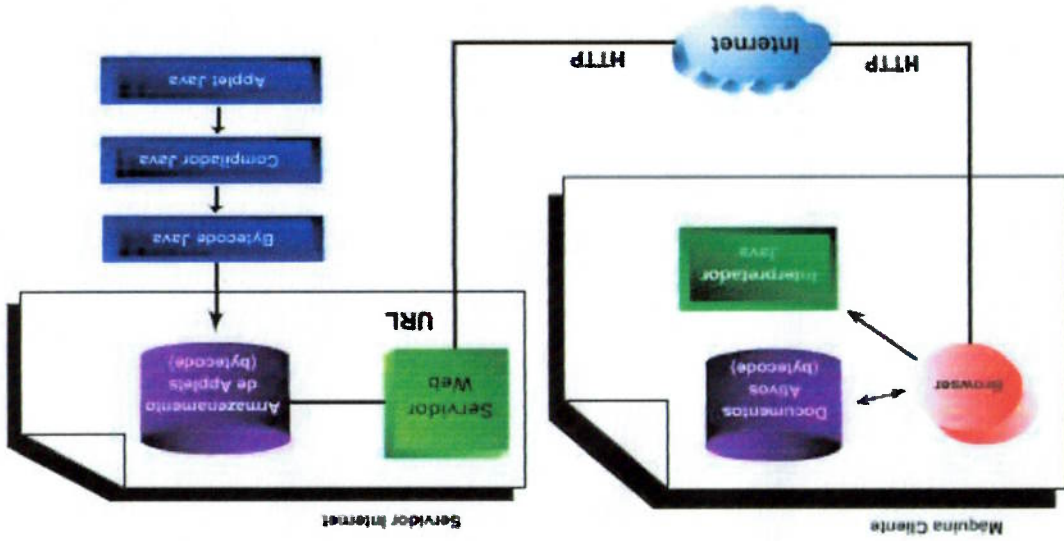 Máquina Cliente
Servidor Internet
Browser
Documentos
Ativos
(bytecode)
Interpretador
Java
Servidor
Web
URL
Armazenamento
de Applets
(bytecode)
Bytecode Java
Compilador Java
Applet Java
HTTP
Internet
HTTP